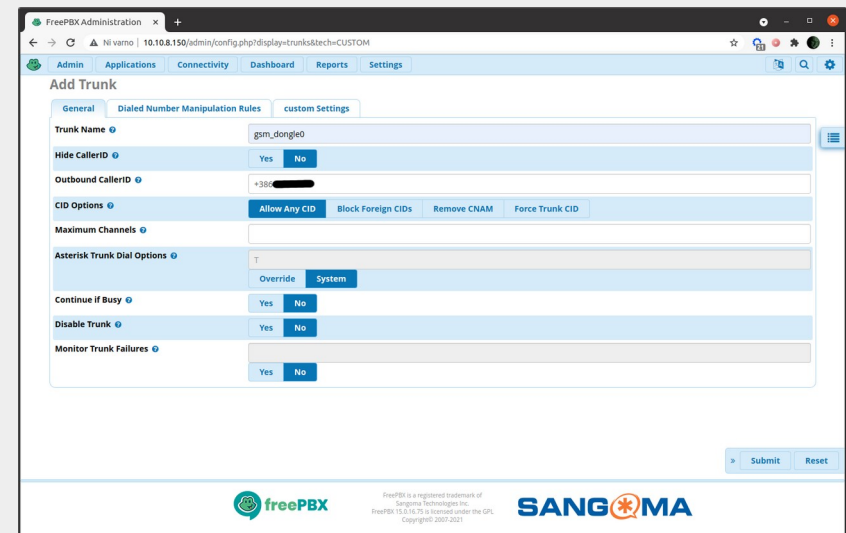 FreePBX Administration
Ni varno | 10.10.8.150/admin/config.php?display=trunks&tech=CUSTOM
21
Admin Applications Connectivity Dashboard Reports Settings
Add Trunk
General Dialed Number Manipulation Rules custom Settings
Trunk Name
gsm_dongle0
Hide CallerID
Yes No
Outbound CallerID
+386
CID Options
Allow Any CID Block Foreign CIDs Remove CNAM Force Trunk CID
Maximum Channels
Asterisk Trunk Dial Options
T
Override System
Continue if Busy
Yes No
Disable Trunk
Yes No
Monitor Trunk Failures
Yes No
» Submit Reset
freePBX
FreePBX is a registered trademark of
Sangoma Technologies Inc.
FreePBX 15.0.16.75 is licensed under the GPL
Copyright© 2007-2021
SANGOMA